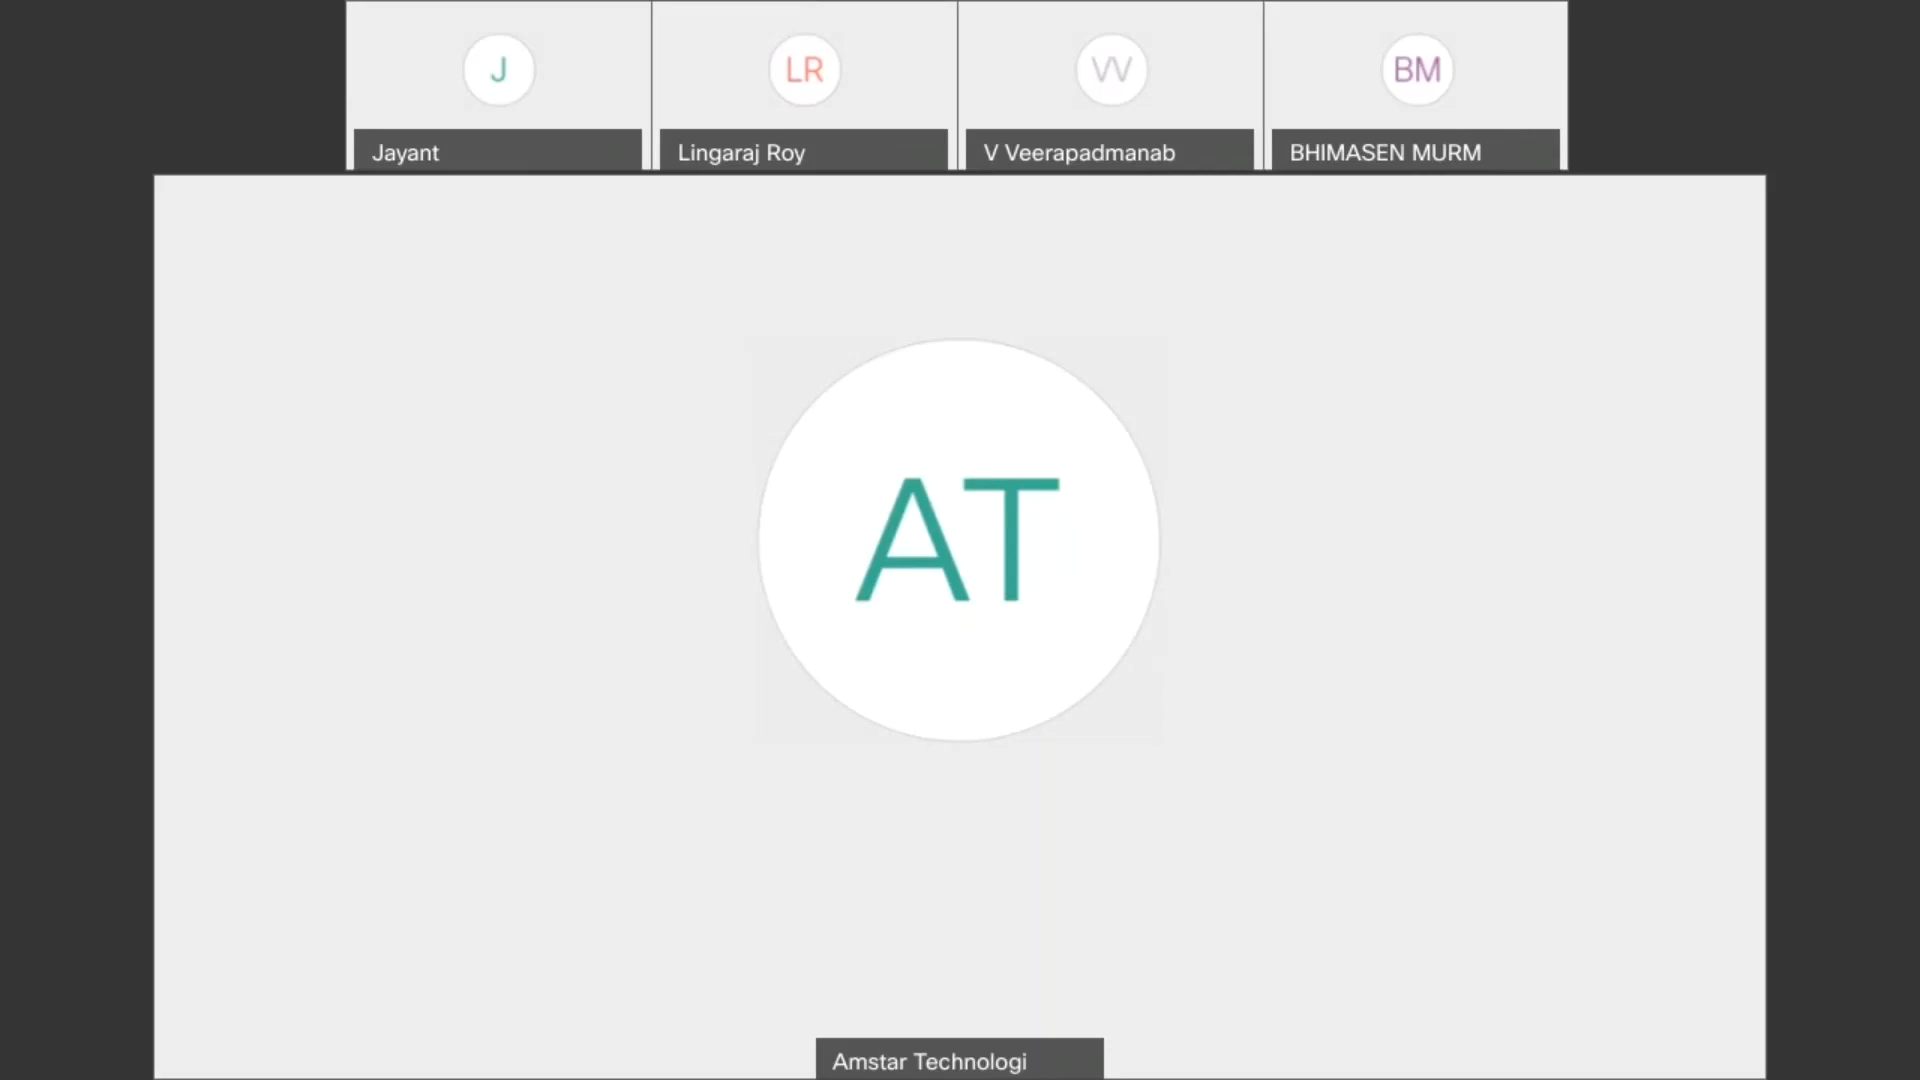 J
LR
VV
BM
Jayant
Lingaraj Roy
V Veerapadmanab
BHIMASEN MURM
AT
Amstar Technologi